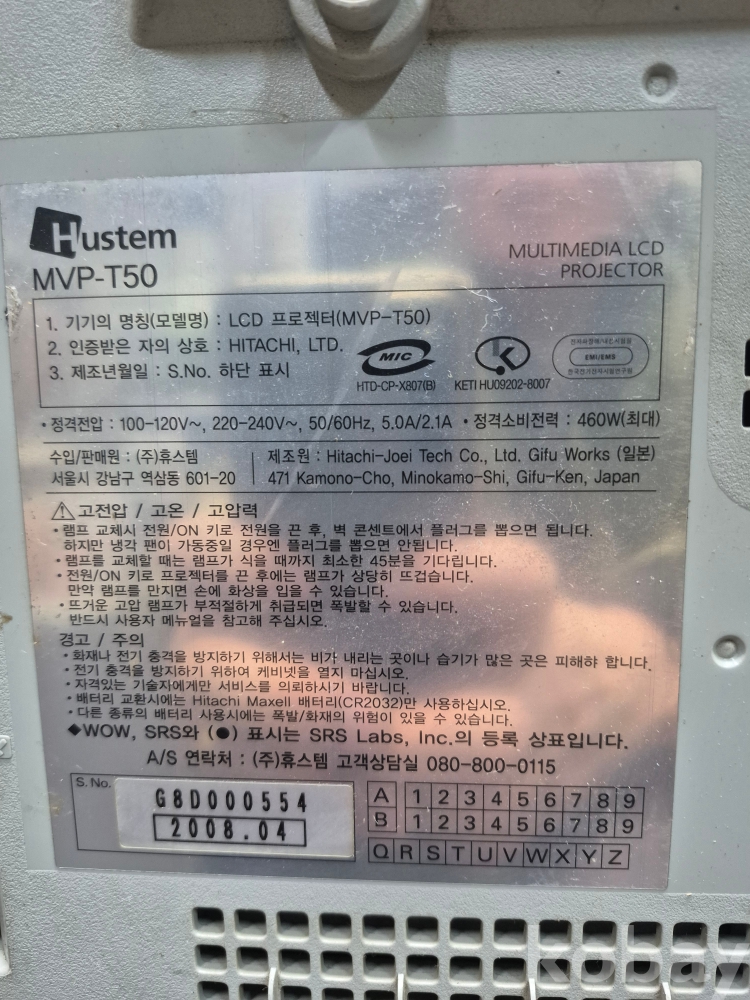 Hustem
MVP-T50
MULTIMEDIA LCD
PROJECTOR
1. 기기의 명칭(모델명) : LCD 프로젝터(MVP-T50)
2. 인증받은 자의 상호 : HITACHI, LTD.
3. 제조년월일 : S.No. 하단 표시
MIC
HTD-CP-X807(B)
KETI HU09202-8007
EMI/EMS
•정격전압 : 100-120V~, 220-240V~, 50/60Hz, 5.0A/2.1A •정격소비전력 : 460W(최대)
수입/판매원 : (주)휴스템
서울시 강남구 역삼동 601-20
제조원 : Hitachi-Joei Tech Co., Ltd. Gifu Works (일본)
471 Kamono-Cho, Minokamo-Shi, Gifu-Ken, Japan
⚠고전압 / 고온 / 고압력
•램프 교체시 전원/ON 키로 전원을 끈 후, 벽 콘센트에서 플러그를 뽑으면 됩니다.
하지만 냉각 팬이 가동중일 경우엔 플러그를 뽑으면 안됩니다.
•램프를 교체할 때는 램프가 식을 때까지 최소한 45분을 기다립니다.
•전원/ON 키로 프로젝터를 끈 후에는 램프가 상당히 뜨겁습니다.
만약 램프를 만지면 손에 화상을 입을 수 있습니다.
•뜨거운 고압 램프가 부적절하게 취급되면 폭발할 수 있습니다.
반드시 사용자 메뉴얼을 참고해 주십시오.
경고 / 주의
•화재나 전기 충격을 방지하기 위해서는 비가 내리는 곳이나 습기가 많은 곳은 피해야 합니다.
•전기 충격을 방지하기 위하여 케비넷을 열지 마십시오.
•자격있는 기술자에게만 서비스를 의뢰하시기 바랍니다.
•배터리 교환시에는 Hitachi Maxell 배터리(CR2032)만 사용하십시오.
•다른 종류의 배터리 사용시에는 폭발/화재의 위험이 있을 수 있습니다.
◆WOW, SRS와 (●) 표시는 SRS Labs, Inc.의 등록 상표입니다.
A/S 연락처 : (주)휴스템 고객상담실 080-800-0115
S. No.
G8D000554
2008.04
A 1 2 3 4 5 6 7 8 9
B 1 2 3 4 5 6 7 8 9
Q R S T U V W X Y Z
kobay